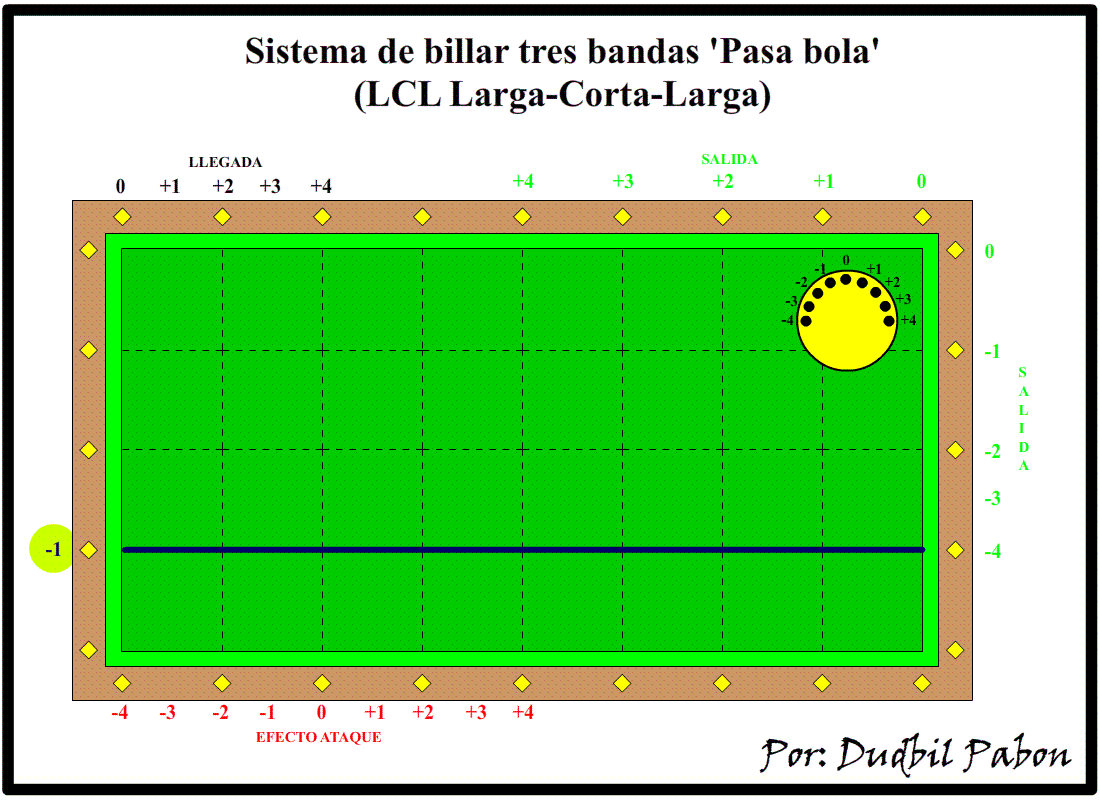 Sistema de billar tres bandas 'Pasa bola'
(LCL Larga-Corta-Larga)
LLEGADA
SALIDA
0 +1 +2 +3 +4
+4 +3 +2 +1 0
0
-4 -3 -2 -1 0 +1 +2 +3 +4
-1
-2
-3
-4
SALIDA
-1
-4 -3 -2 -1 0 +1 +2 +3 +4
EFECTO ATAQUE
Por: Dudbil Pabon